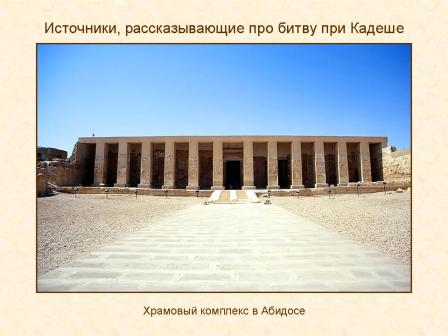 Источники, рассказывающие про битву при Кадеше
Храмовый комплекс в Абидосе